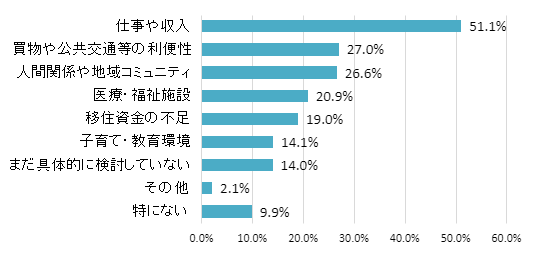 仕事や収入 51.1%
買物や公共交通等の利便性 27.0%
人間関係や地域コミュニティ 26.6%
医療・福祉施設 20.9%
移住資金の不足 19.0%
子育て・教育環境 14.1%
まだ具体的に検討していない 14.0%
その他 2.1%
特にない 9.9%
0.0% 10.0% 20.0% 30.0% 40.0% 50.0% 60.0%